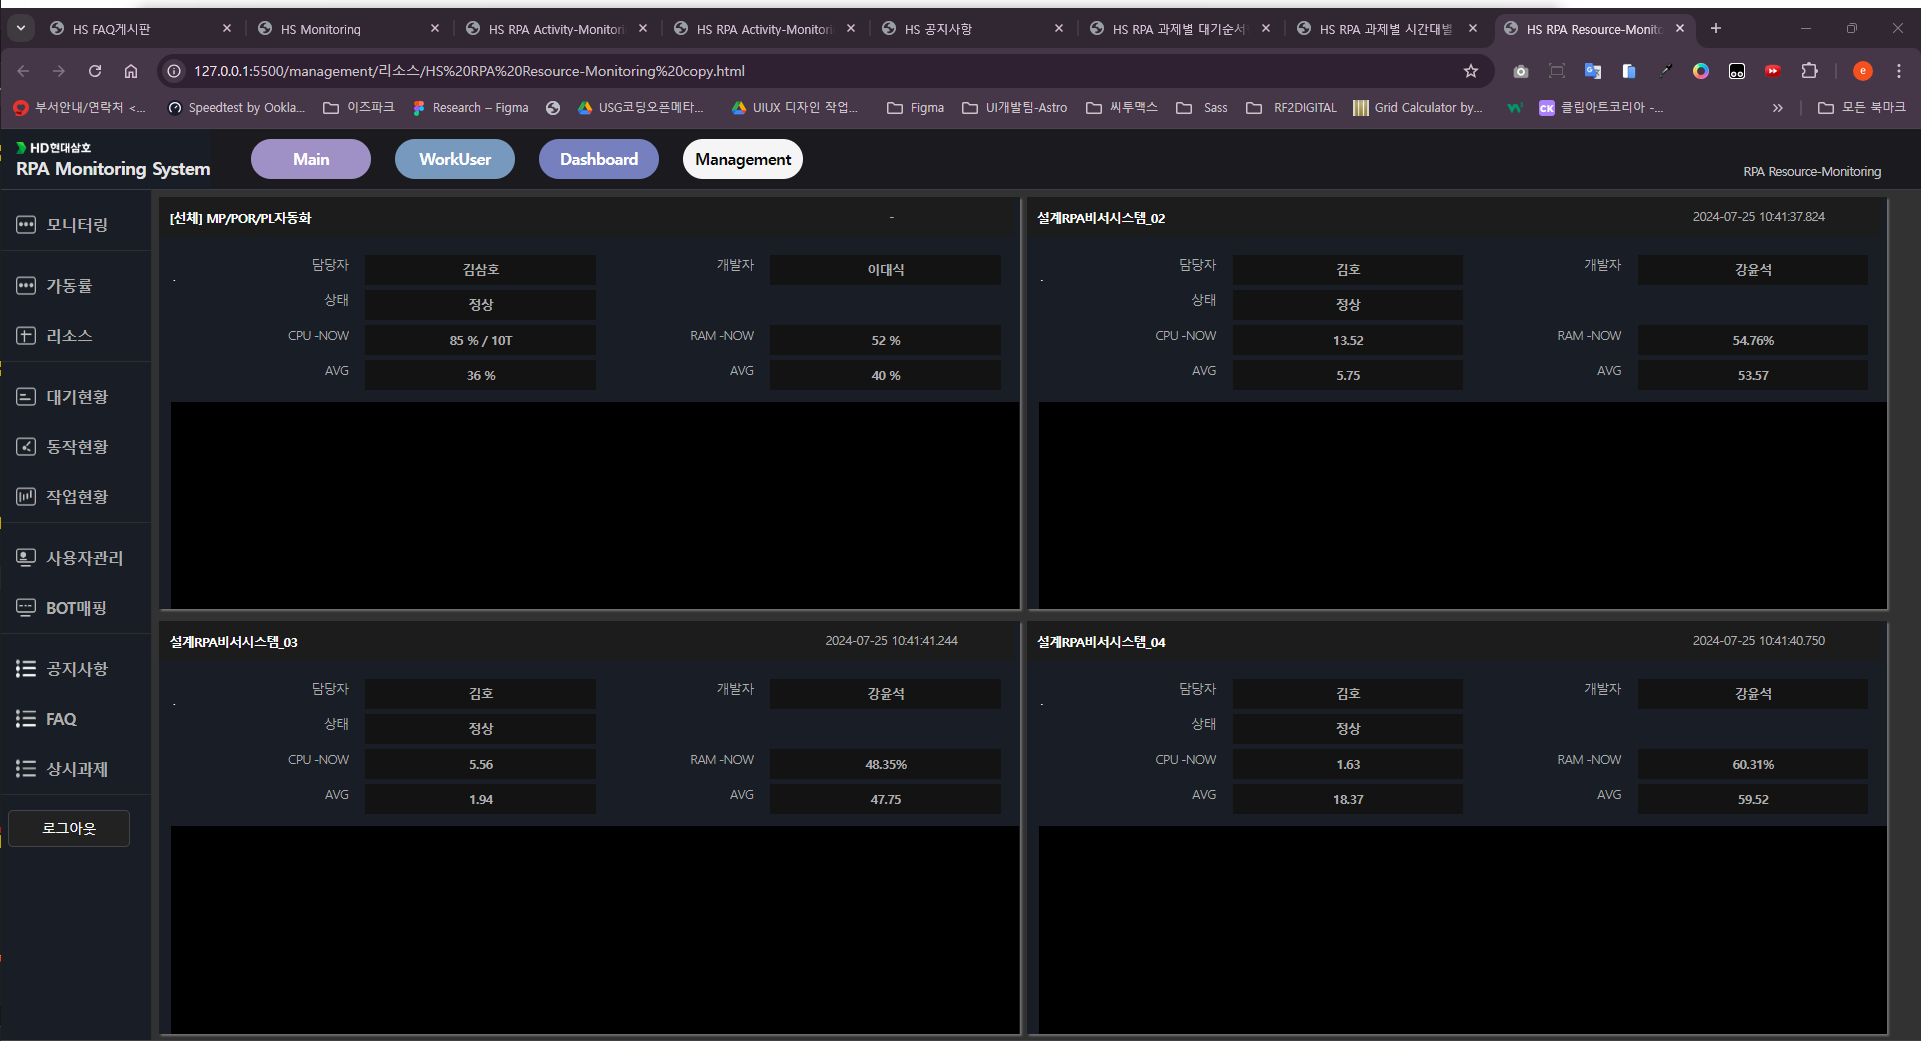 HS FAQ게시판
HS Monitoring
HS RPA Activity-Monitori
HS RPA Activity-Monitori
HS 공지사항
HS RPA 과제별 대기순서
HS RPA 과제별 시간대별
HS RPA Resource-Monito
127.0.0.1:5500/management/리소스/HS%20RPA%20Resource-Monitoring%20copy.html
e
부서안내/연락처 <...
Speedtest by Ookla...
이즈파크
Research – Figma
USG코딩오픈메타...
UIUX 디자인 작업...
Figma
UI개발팀-Astro
씨투맥스
Sass
RF2DIGITAL
Grid Calculator by...
CK 클립아트코리아 -...
»
모든 북마크
HD현대삼호
RPA Monitoring System
Main
WorkUser
Dashboard
Management
RPA Resource-Monitoring
모니터링
가동률
리소스
대기현황
동작현황
작업현황
사용자관리
BOT매핑
공지사항
FAQ
상시과제
로그아웃
[선체] MP/POR/PL자동화
-
.
담당자
김삼호
개발자
이대식
상태
정상
CPU -NOW
85 % / 10T
RAM -NOW
52 %
AVG
36 %
AVG
40 %
설계RPA비서시스템_02
2024-07-25 10:41:37.824
.
담당자
김호
개발자
강윤석
상태
정상
CPU -NOW
13.52
RAM -NOW
54.76%
AVG
5.75
AVG
53.57
설계RPA비서시스템_03
2024-07-25 10:41:41.244
.
담당자
김호
개발자
강윤석
상태
정상
CPU -NOW
5.56
RAM -NOW
48.35%
AVG
1.94
AVG
47.75
설계RPA비서시스템_04
2024-07-25 10:41:40.750
.
담당자
김호
개발자
강윤석
상태
정상
CPU -NOW
1.63
RAM -NOW
60.31%
AVG
18.37
AVG
59.52